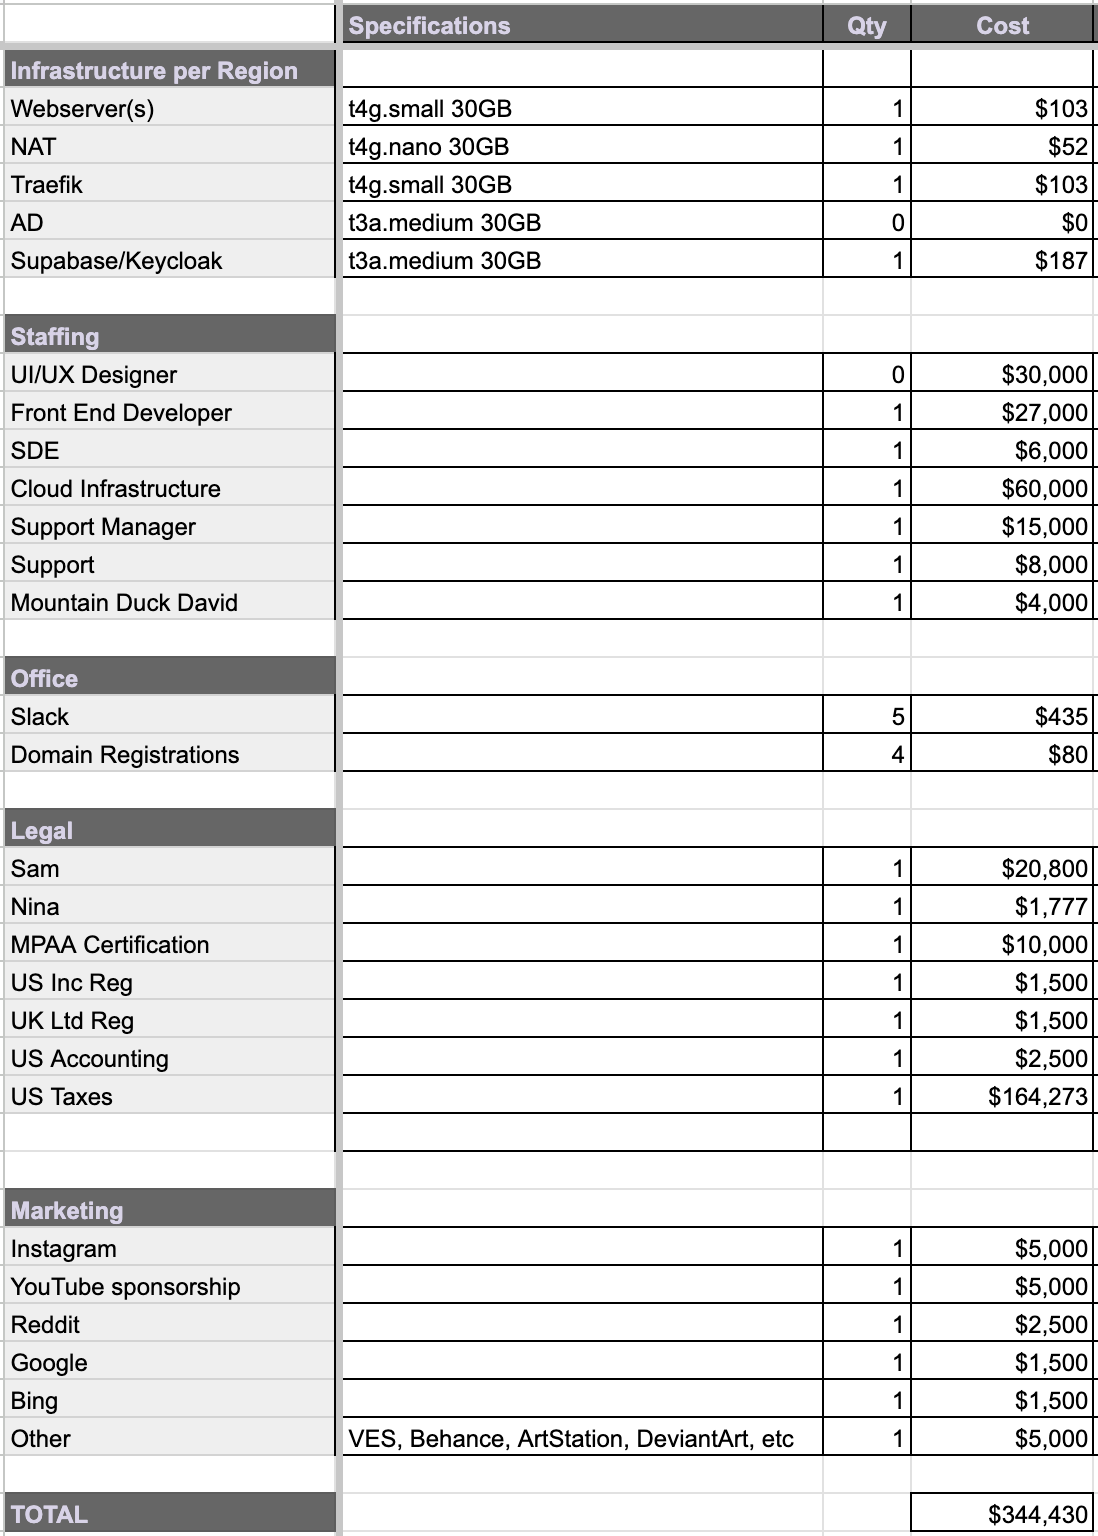 Specifications Qty Cost
Infrastructure per Region
Webserver(s) t4g.small 30GB 1 $103
NAT t4g.nano 30GB 1 $52
Traefik t4g.small 30GB 1 $103
AD t3a.medium 30GB 0 $0
Supabase/Keycloak t3a.medium 30GB 1 $187
Staffing
UI/UX Designer 0 $30,000
Front End Developer 1 $27,000
SDE 1 $6,000
Cloud Infrastructure 1 $60,000
Support Manager 1 $15,000
Support 1 $8,000
Mountain Duck David 1 $4,000
Office
Slack 5 $435
Domain Registrations 4 $80
Legal
Sam 1 $20,800
Nina 1 $1,777
MPAA Certification 1 $10,000
US Inc Reg 1 $1,500
UK Ltd Reg 1 $1,500
US Accounting 1 $2,500
US Taxes 1 $164,273
Marketing
Instagram 1 $5,000
YouTube sponsorship 1 $5,000
Reddit 1 $2,500
Google 1 $1,500
Bing 1 $1,500
Other VES, Behance, ArtStation, DeviantArt, etc 1 $5,000
TOTAL $344,430